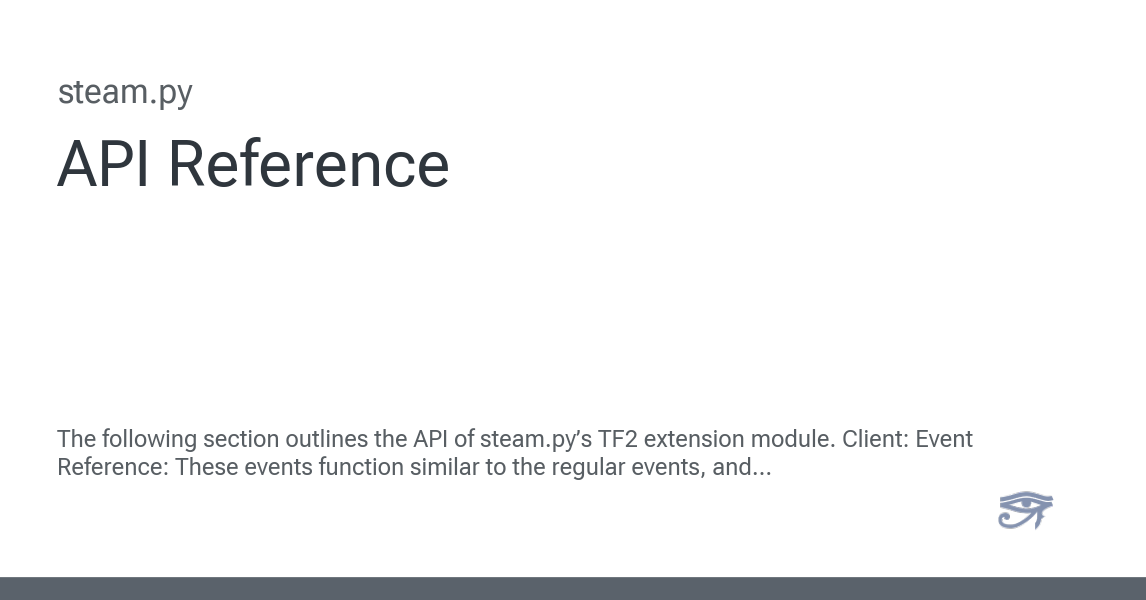 steam.py
API Reference
The following section outlines the API of steam.py’s TF2 extension module. Client: Event
Reference: These events function similar to the regular events, and...